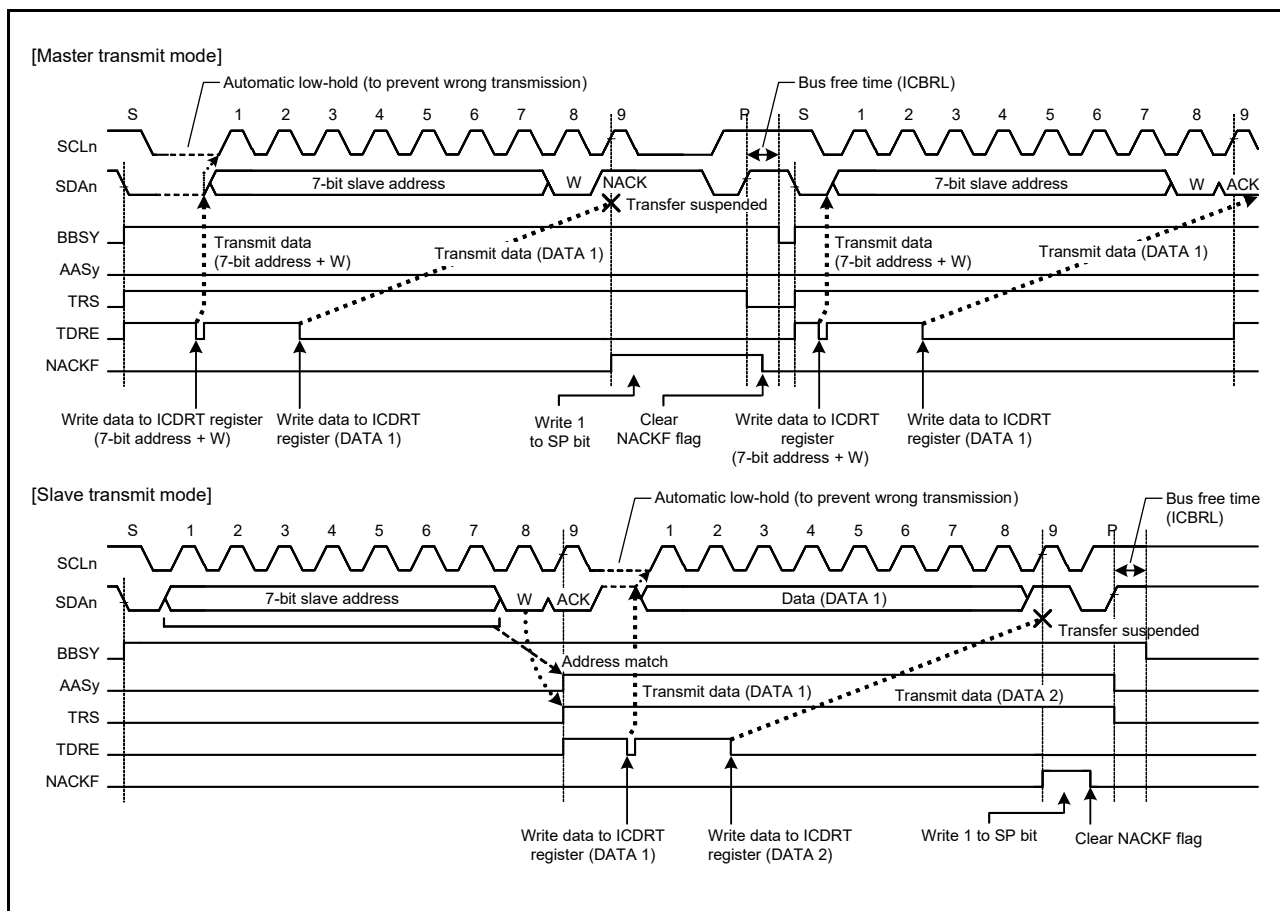 [Master transmit mode]
Automatic low-hold (to prevent wrong transmission)
Bus free time (ICBRL)
S 1 2 3 4 5 6 7 8 9 P S 1 2 3 4 5 6 7 8 9
SCLn
SDAn 7-bit slave address W NACK 7-bit slave address W ACK
Transfer suspended
BBSY
Transmit data
(7-bit address + W)
Transmit data (DATA 1)
Transmit data
(7-bit address + W)
Transmit data (DATA 1)
AASy
TRS
TDRE
NACKF
Write data to ICDRT register
(7-bit address + W)
Write data to ICDRT
register (DATA 1)
Write 1
to SP bit
Clear
NACKF flag
Write data to ICDRT
register
(7-bit address + W)
Write data to ICDRT
register (DATA 1)
[Slave transmit mode]
Automatic low-hold (to prevent wrong transmission)
Bus free time
(ICBRL)
S 1 2 3 4 5 6 7 8 9 1 2 3 4 5 6 7 8 9 P
SCLn
SDAn 7-bit slave address W ACK Data (DATA 1)
Transfer suspended
BBSY
Address match
AASy
Transmit data (DATA 1) Transmit data (DATA 2)
TRS
TDRE
NACKF
Write data to ICDRT
register (DATA 1)
Write data to ICDRT
register (DATA 2)
Write 1 to SP bit
Clear NACKF flag